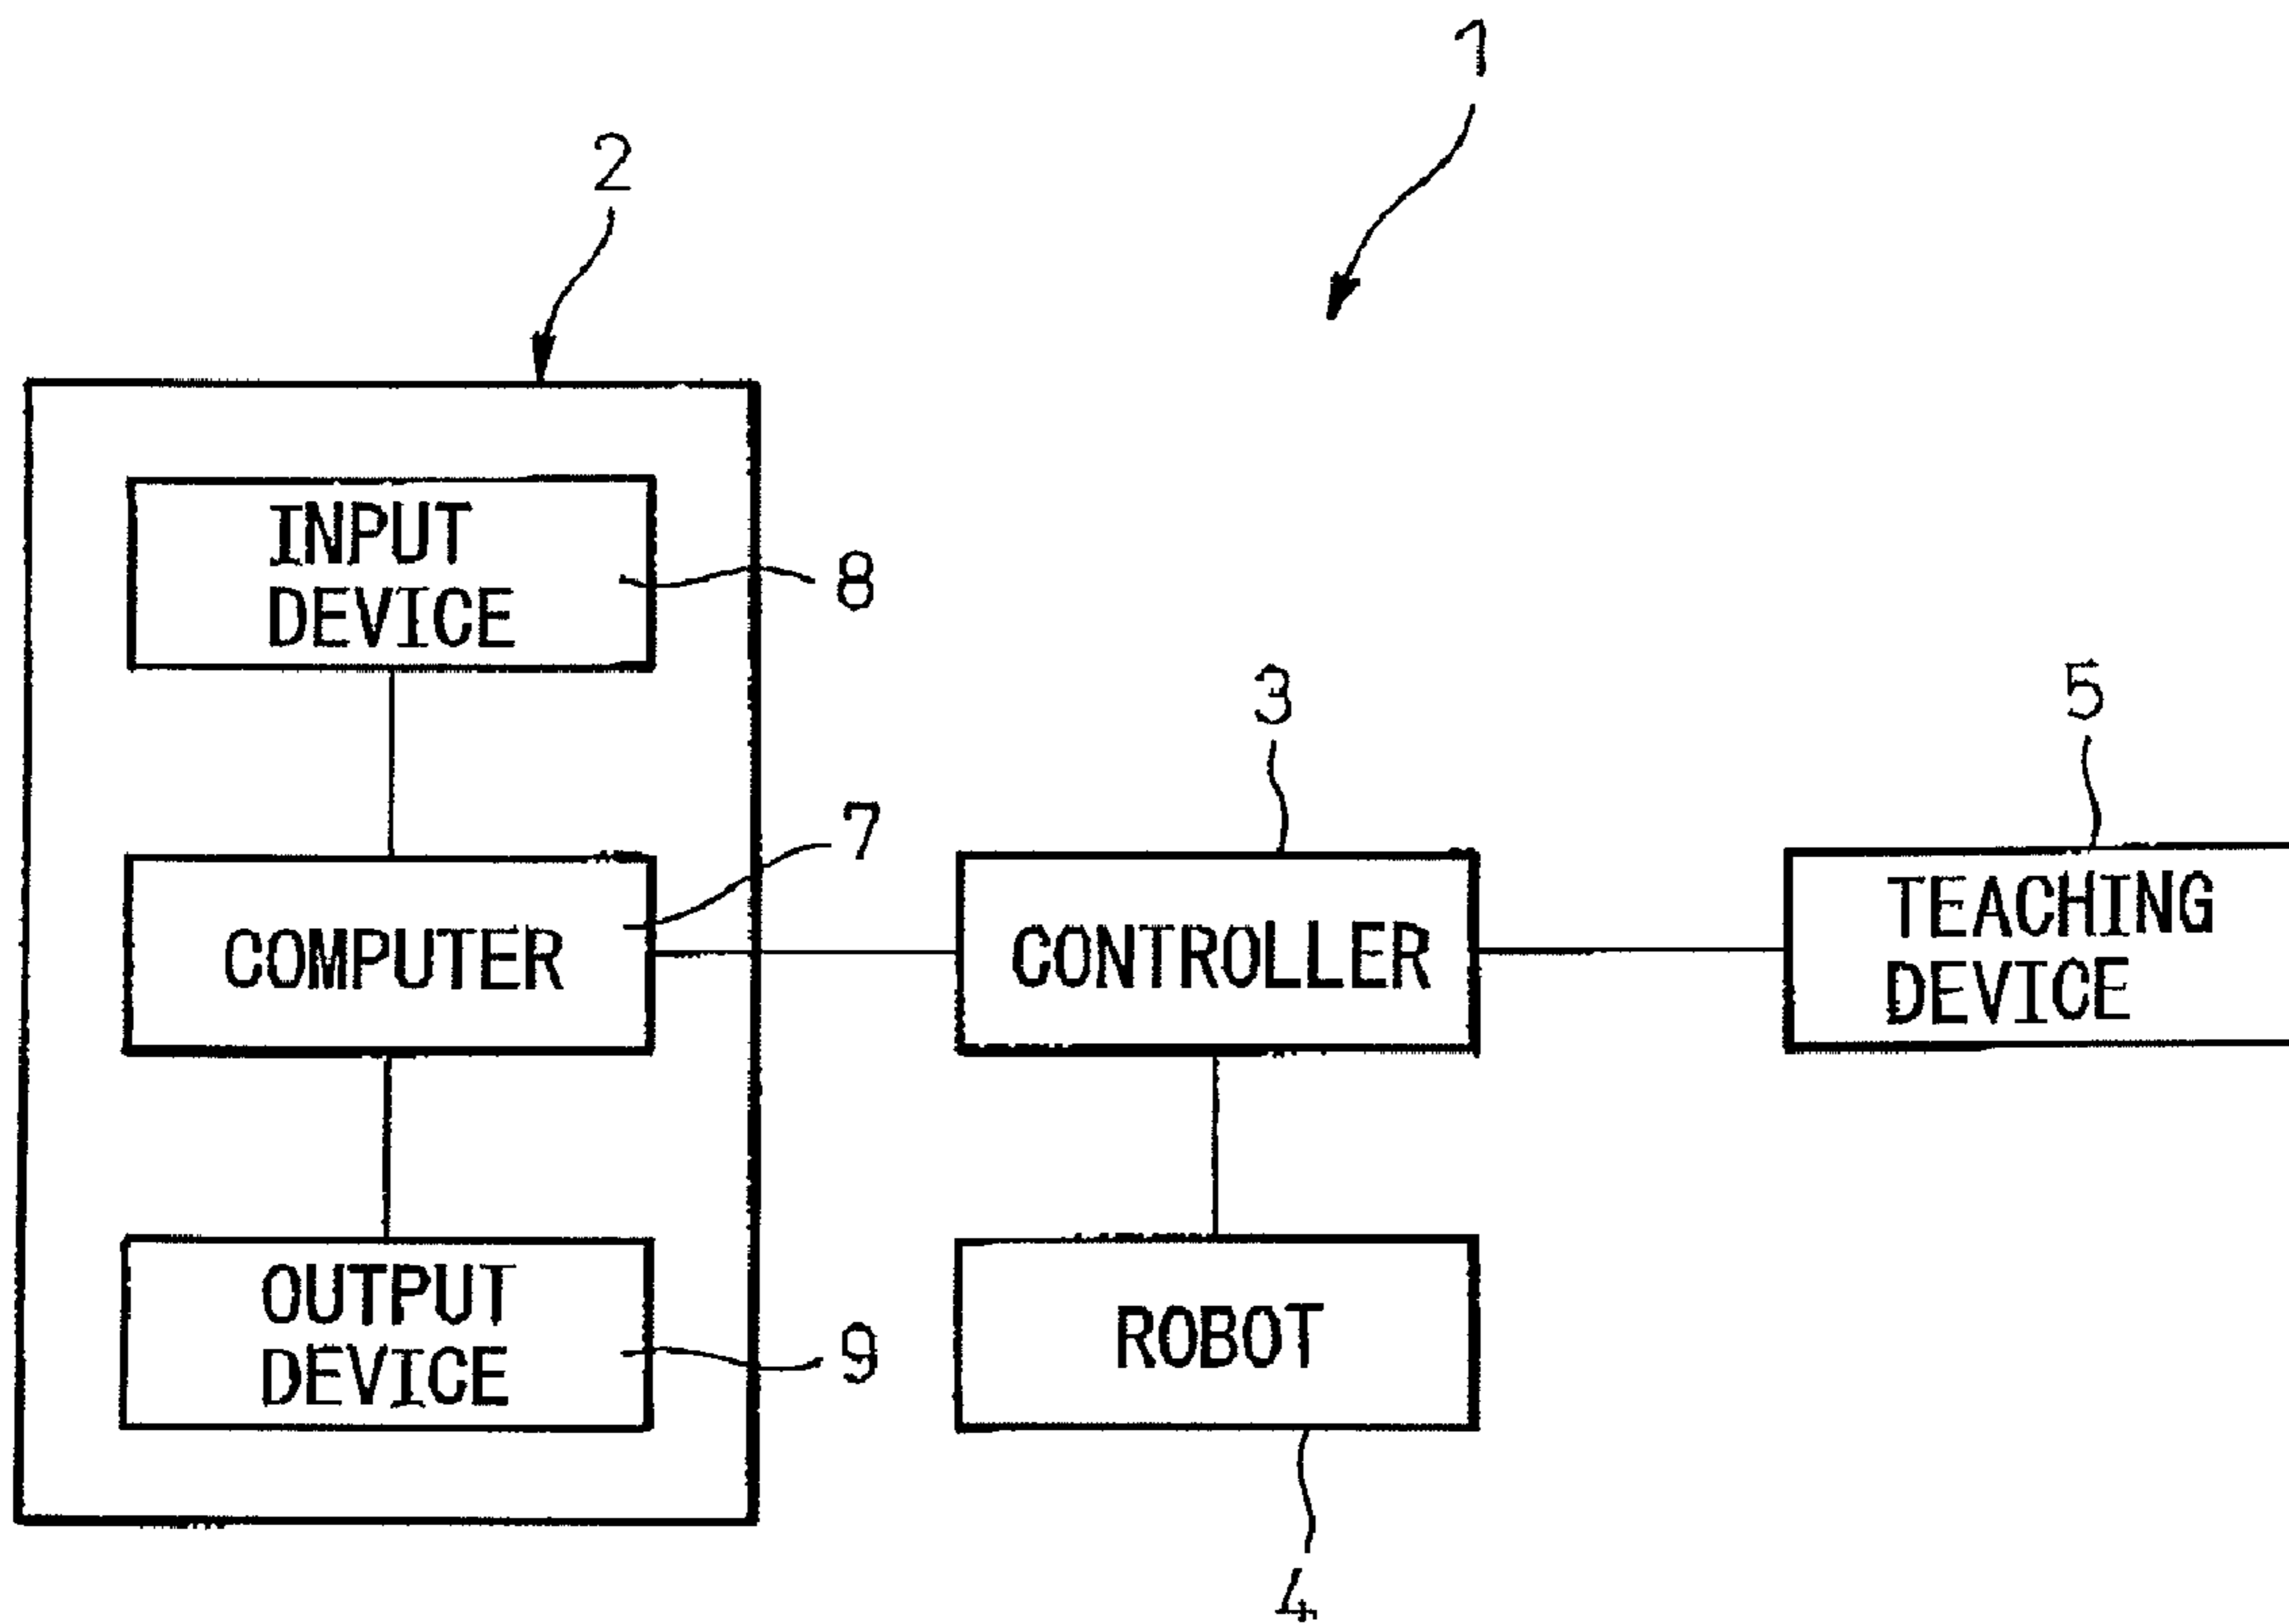 1
2
INPUT
DEVICE
8
3
5
7
COMPUTER
CONTROLLER
TEACHING
DEVICE
OUTPUT
DEVICE
9
ROBOT
4